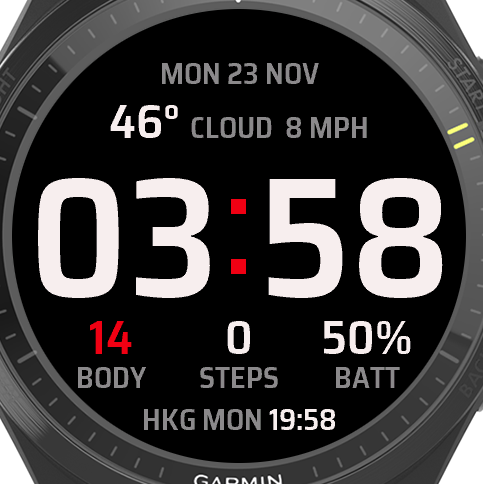 MON 23 NOV
46° CLOUD 8 MPH
03:58
14 0 50%
BODY STEPS BATT
HKG MON 19:58
GARMIN
START